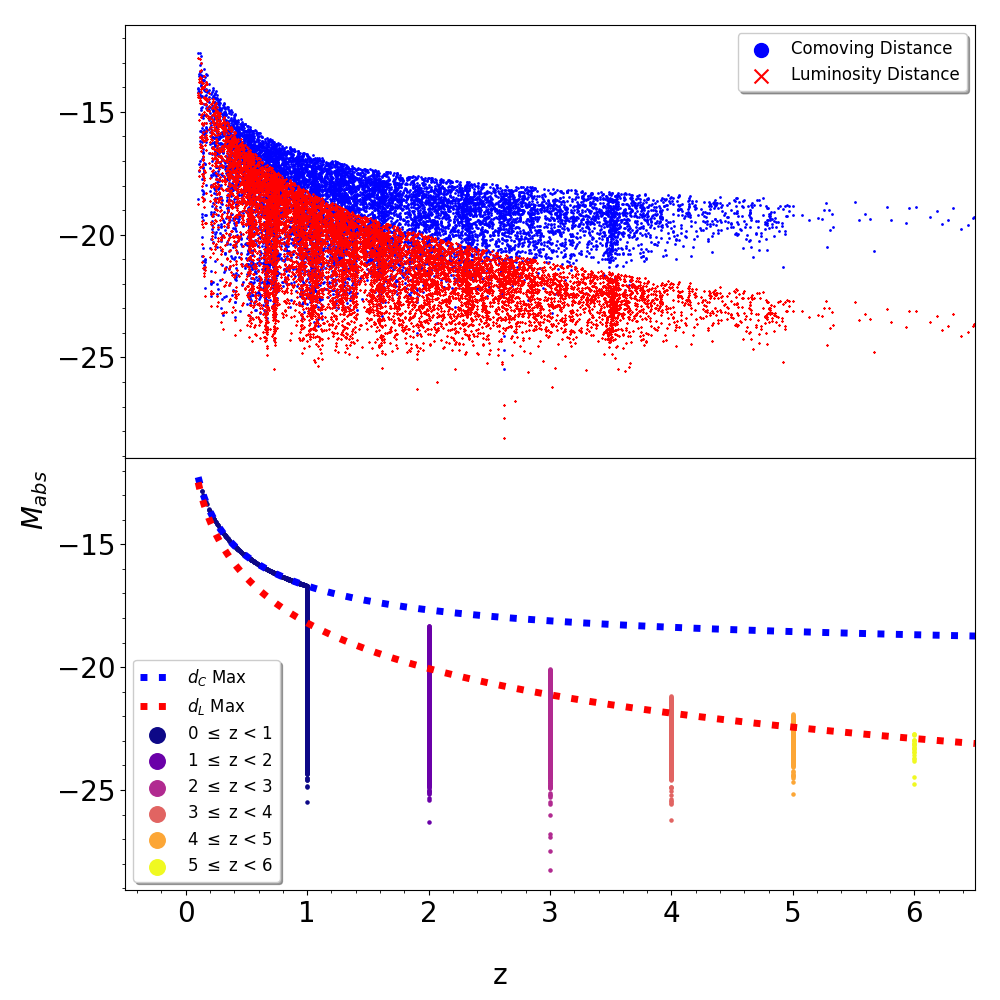 Comoving Distance
Luminosity Distance
−15
−20
−25
M_abs
−15
−20
−25
d_C Max
d_L Max
0 ≤ z < 1
1 ≤ z < 2
2 ≤ z < 3
3 ≤ z < 4
4 ≤ z < 5
5 ≤ z < 6
0 1 2 3 4 5 6
z